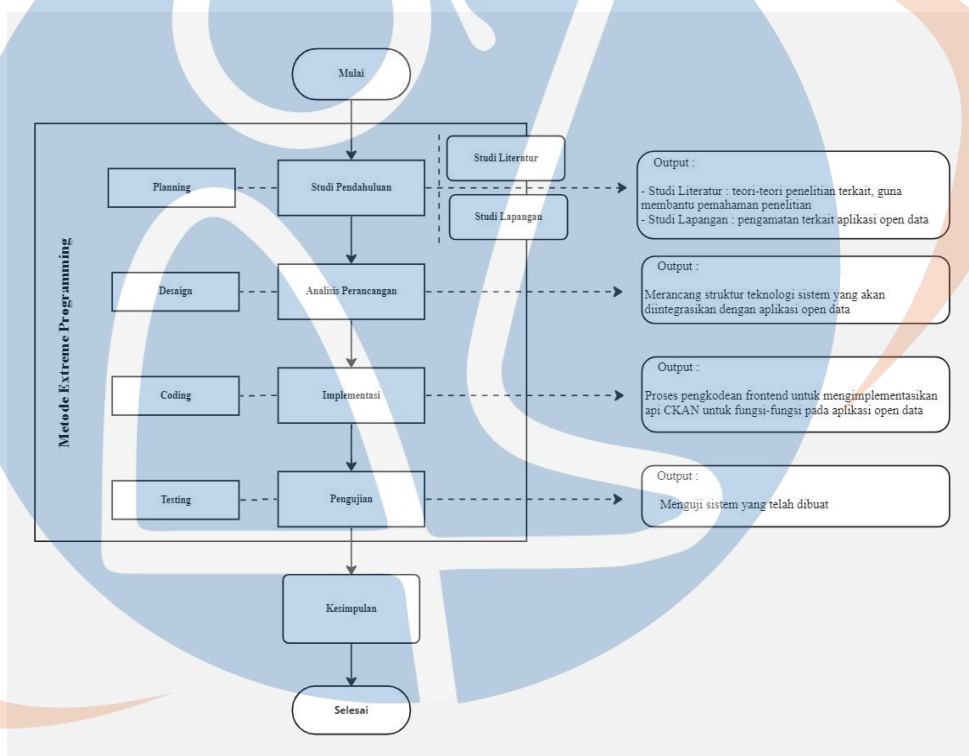 Mulai
Metode Extreme Programming
Planning
Studi Pendahuluan
Studi Literatur
Studi Lapangan
Output :
- Studi Literatur : teori-teori penelitian terkait, guna
membantu pemahaman penelitian
- Studi Lapangan : pengamatan terkait aplikasi open data
Desaign
Analisis Perancangan
Output :
Merancang struktur teknologi sistem yang akan
diintegrasikan dengan aplikasi open data
Coding
Implementasi
Output :
Proses pengkodean frontend untuk mengimplementasikan
api CKAN untuk fungsi-fungsi pada aplikasi open data
Testing
Pengujian
Output :
Menguji sistem yang telah dibuat
Kesimpulan
Selesai